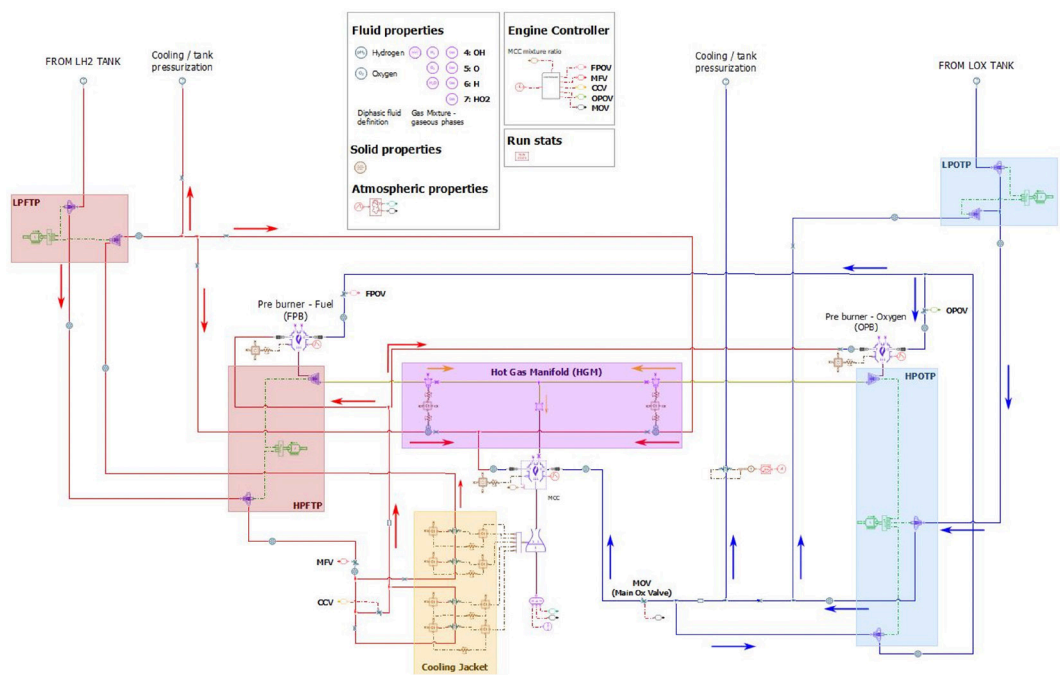 Fluid properties
Hydrogen
Oxygen
4: OH
5: O
6: H
7: HO2
Diphasic fluid
definition
Gas Mixture -
gaseous phases
Solid properties
Atmospheric properties
Engine Controller
MCC mixture ratio
FPOV
MFV
CCV
OPOV
MOV
Run stats
FROM LH2 TANK
Cooling / tank
pressurization
Cooling / tank
pressurization
FROM LOX TANK
LPFTP
LPOTP
FPOV
Pre burner - Fuel
(FPB)
Pre burner - Oxygen
(OPB)
OPOV
Hot Gas Manifold (HGM)
HPOTP
HPFTP
MCC
MFV
CCV
MOV
(Main Ox Valve)
Cooling Jacket